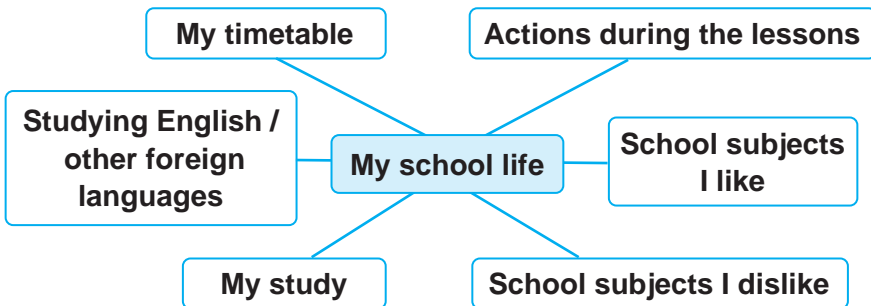 My timetable
Actions during the lessons
Studying English /
other foreign
languages
My school life
School subjects
I like
My study
School subjects I dislike